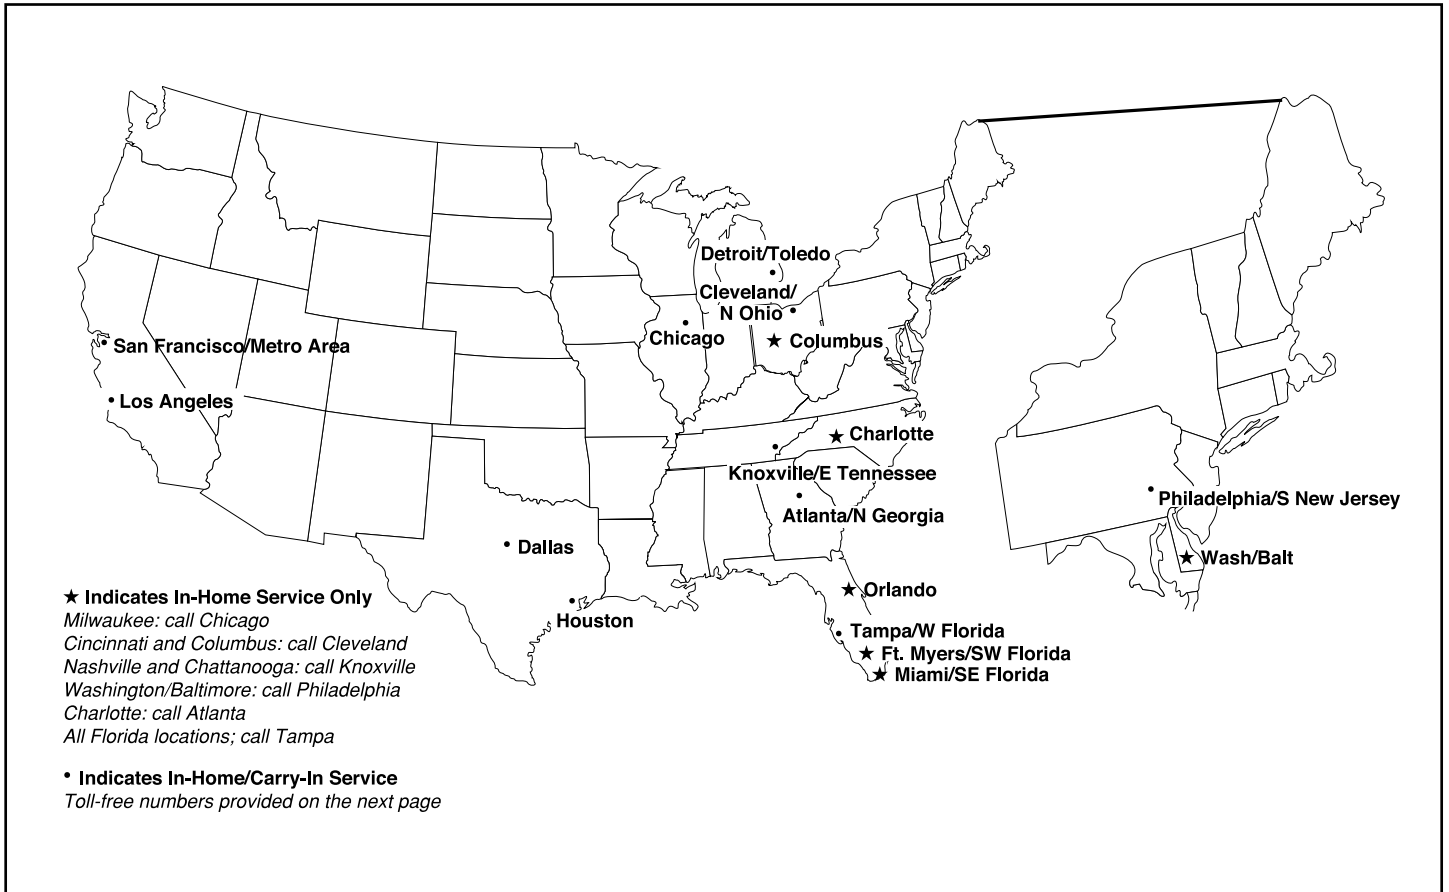 Detroit/Toledo
Cleveland/
N Ohio
Chicago
★ Columbus
San Francisco/Metro Area
• Los Angeles
★ Charlotte
Knoxville/E Tennessee
Atlanta/N Georgia
• Philadelphia/S New Jersey
• Dallas
★ Wash/Balt
★ Orlando
Houston
• Tampa/W Florida
★ Ft. Myers/SW Florida
★ Miami/SE Florida
★ Indicates In-Home Service Only
Milwaukee: call Chicago
Cincinnati and Columbus: call Cleveland
Nashville and Chattanooga: call Knoxville
Washington/Baltimore: call Philadelphia
Charlotte: call Atlanta
All Florida locations; call Tampa
• Indicates In-Home/Carry-In Service
Toll-free numbers provided on the next page